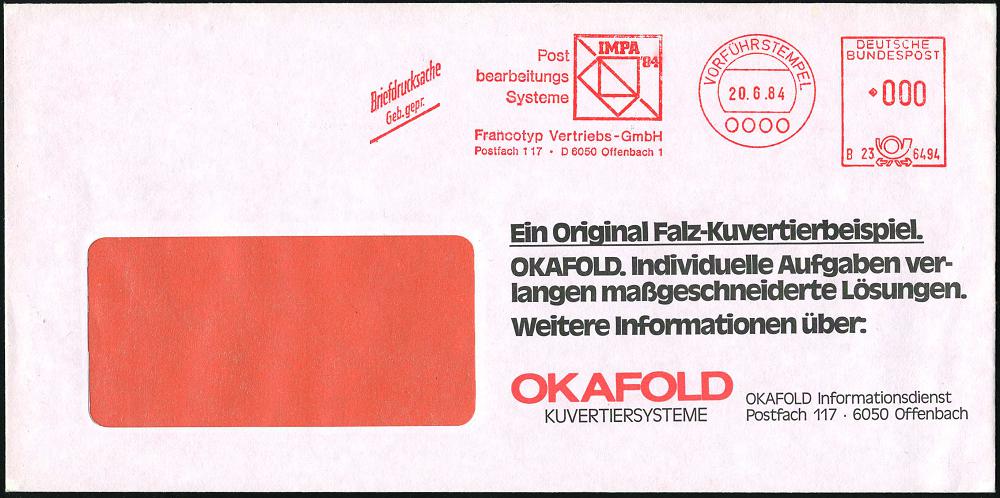 Briefdrucksache
Geb. gepr.
Post
bearbeitungs
Systeme
IMPA
'84
Francotyp Vertriebs-GmbH
Postfach 117 · D 6050 Offenbach 1
VORFÜHRSTEMPEL
20.6.84
0000
DEUTSCHE
BUNDESPOST
000
B 23 6494
Ein Original Falz-Kuvertierbeispiel.
OKAFOLD. Individuelle Aufgaben ver-
langen maßgeschneiderte Lösungen.
Weitere Informationen über:
OKAFOLD
KUVERTIERSYSTEME
OKAFOLD Informationsdienst
Postfach 117 · 6050 Offenbach